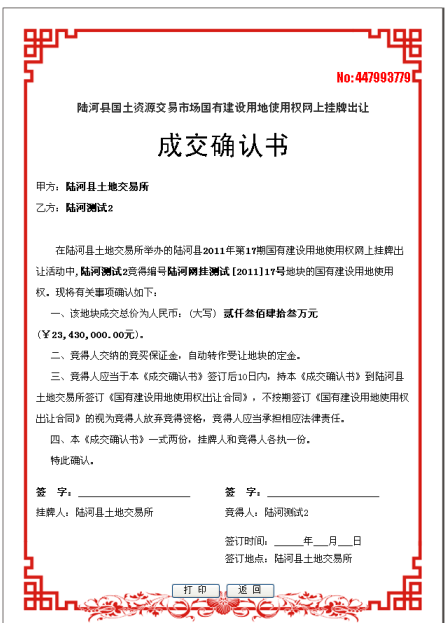 No:447993779
陆河县国土资源交易市场国有建设用地使用权网上挂牌出让
成交确认书
甲方：陆河县土地交易所
乙方：陆河测试2
在陆河县土地交易所举办的陆河县2011年第17期国有建设用地使用权网上挂牌出
让活动中,陆河测试2竞得编号陆河网挂测试[2011]17号地块的国有建设用地使用
权。现将有关事项确认如下：
一、该地块成交总价为人民币：(大写) 贰仟叁佰肆拾叁万元
(￥23,430,000.00元)。
二、竞得人交纳的竞买保证金，自动转作受让地块的定金。
三、竞得人应当于本《成交确认书》签订后10日内，持本《成交确认书》到陆河县
土地交易所签订《国有建设用地使用权出让合同》，不按期签订《国有建设用地使用权
出让合同》的视为竞得人放弃竞得资格，竞得人应当承担相应法律责任。
四、本《成交确认书》一式两份，挂牌人和竞得人各执一份。
特此确认。
签 字：____________________ 签 字：____________________
挂牌人：陆河县土地交易所 竞得人：陆河测试2
签订时间：______年___月___日
签订地点：陆河县土地交易所
打 印 返 回